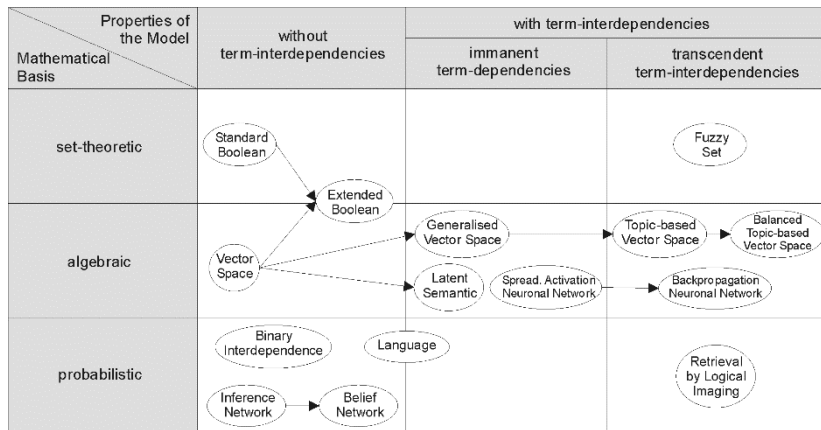 Properties of
the Model
Mathematical
Basis
without
term-interdependencies
with term-interdependencies
immanent
term-dependencies
transcendent
term-interdependencies
set-theoretic
Standard
Boolean
Fuzzy
Set
Extended
Boolean
algebraic
Vector
Space
Generalised
Vector Space
Topic-based
Vector Space
Balanced
Topic-based
Vector Space
Latent
Semantic
Spread. Activation
Neuronal Network
Backpropagation
Neuronal Network
probabilistic
Binary
Interdependence
Language
Retrieval
by Logical
Imaging
Inference
Network
Belief
Network